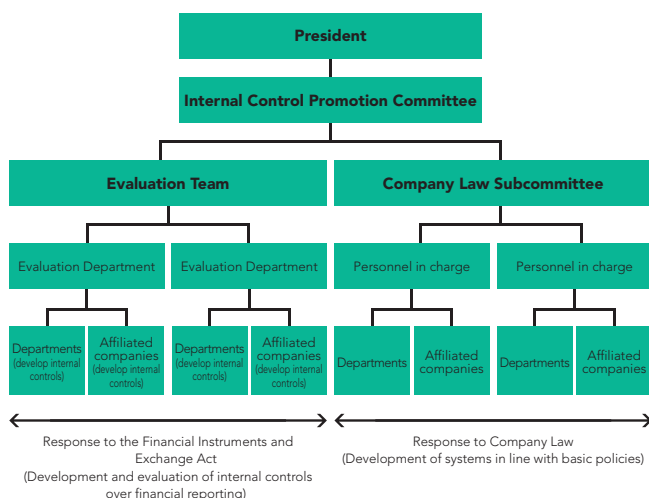 President
Internal Control Promotion Committee
Evaluation Team
Company Law Subcommittee
Evaluation Department
Evaluation Department
Personnel in charge
Personnel in charge
Departments
(develop internal
controls)
Affiliated
companies
(develop internal
controls)
Departments
(develop internal
controls)
Affiliated
companies
(develop internal
controls)
Departments
Affiliated
companies
Departments
Affiliated
companies
Response to the Financial Instruments and
Exchange Act
(Development and evaluation of internal controls
over financial reporting)
Response to Company Law
(Development of systems in line with basic policies)